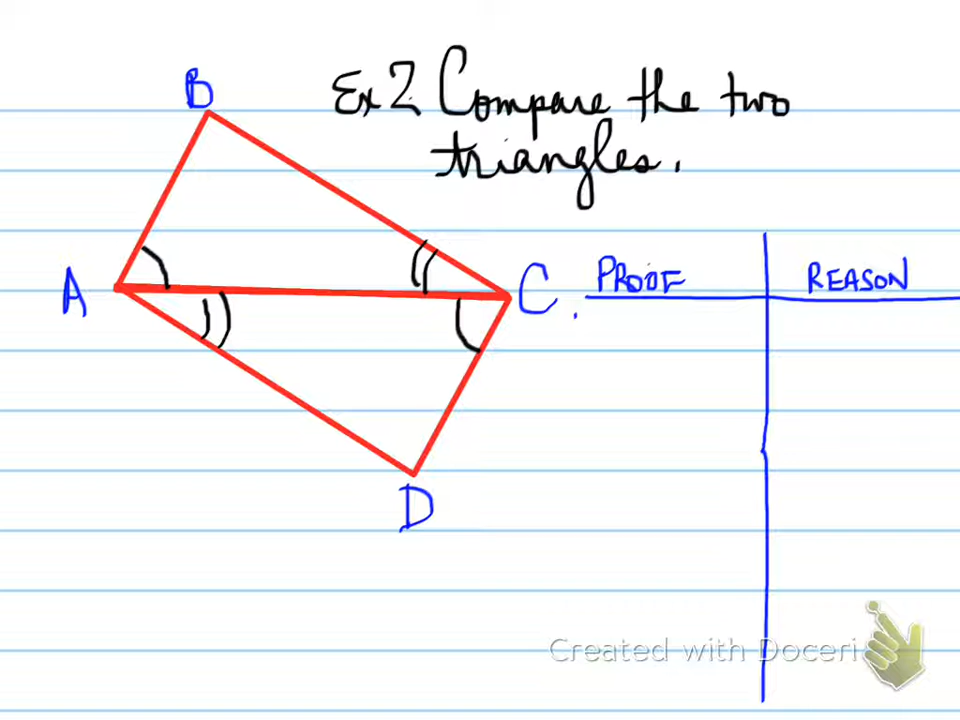 B
Ex 2 Compare the two
triangles.
A
C
PROOF
REASON
D
Created with Doceri